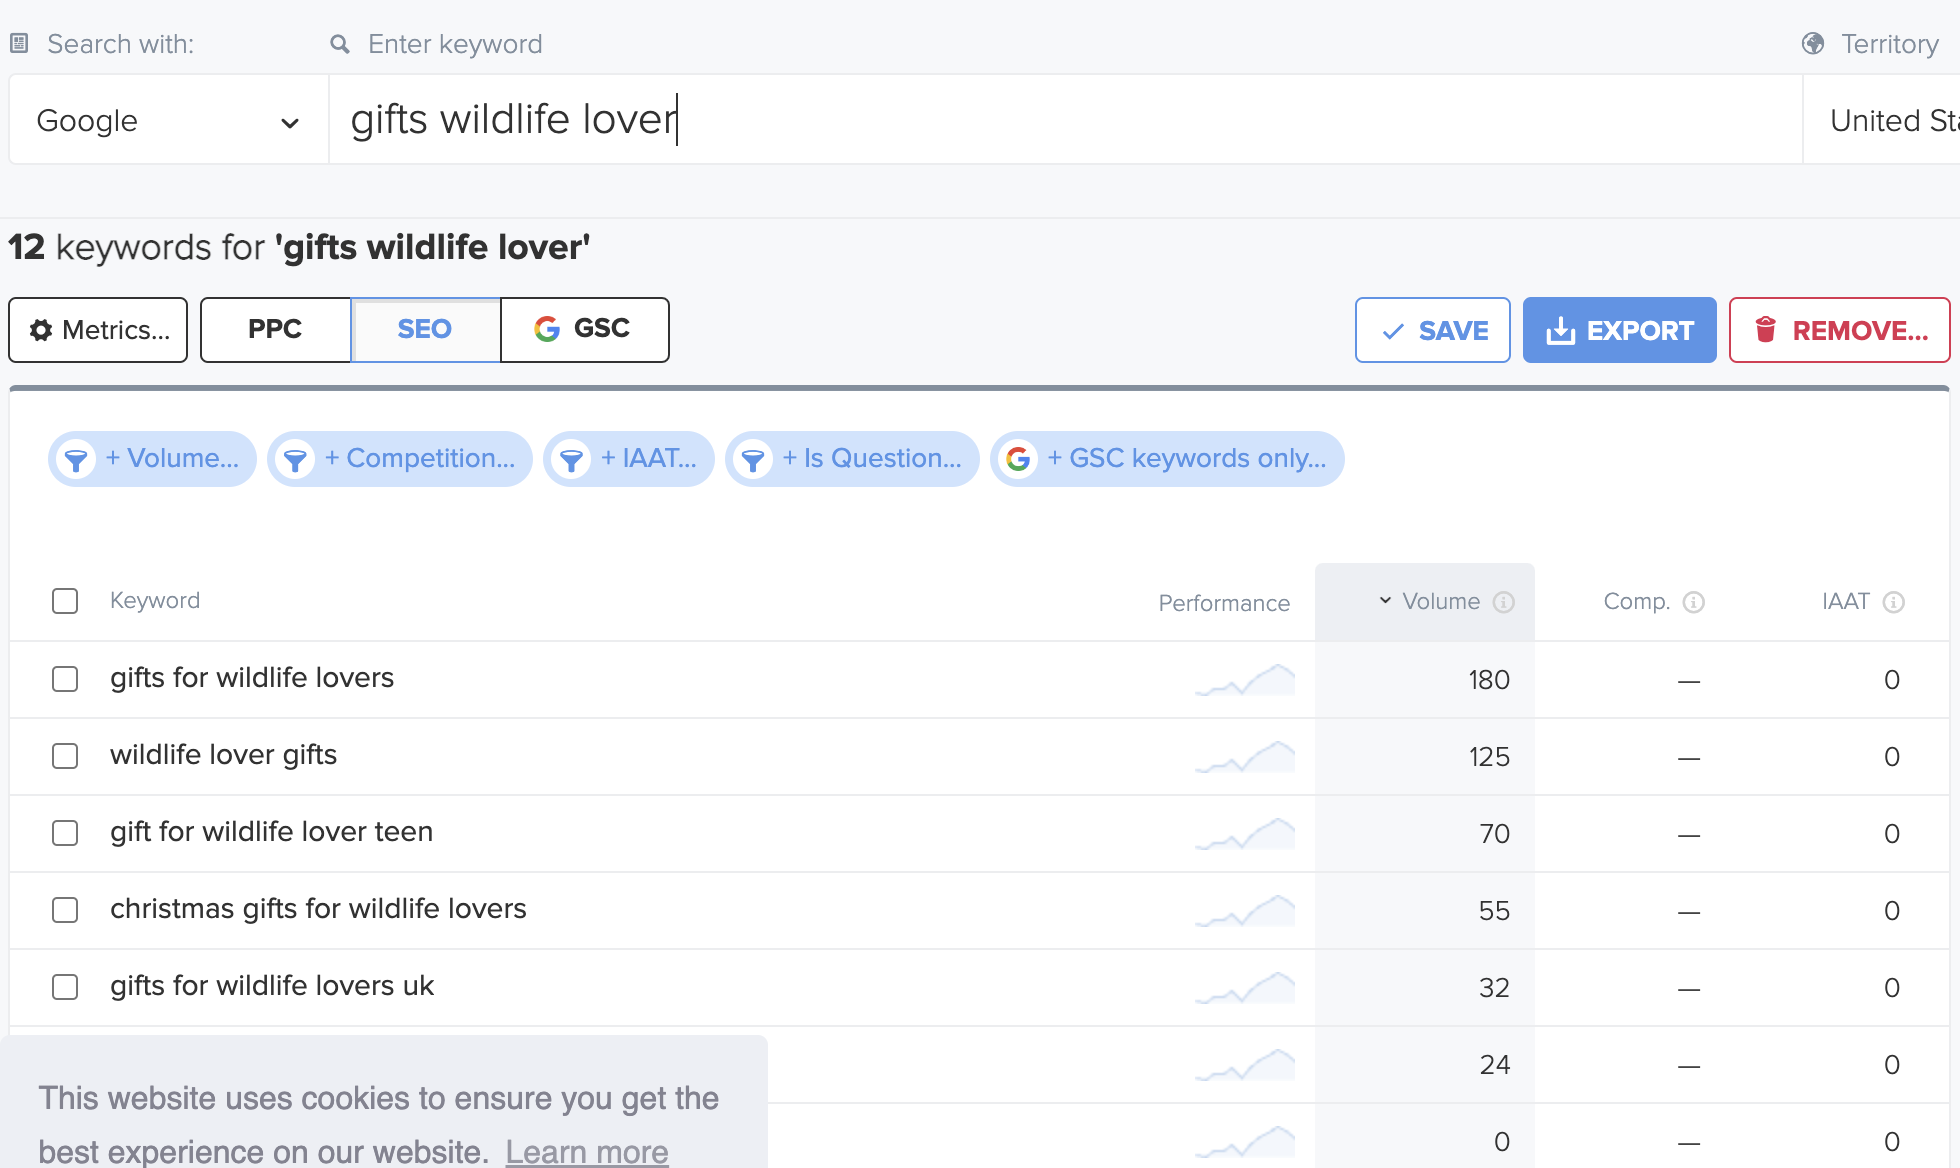 Search with:
Enter keyword
Territory
Google
gifts wildlife lover
United
12 keywords for 'gifts wildlife lover'
Metrics...
PPC
SEO
GSC
SAVE
EXPORT
REMOVE...
+ Volume...
+ Competition...
+ IAAT...
+ Is Question...
+ GSC keywords only...
Keyword Performance Volume Comp. IAAT
gifts for wildlife lovers 180 — 0
wildlife lover gifts 125 — 0
gift for wildlife lover teen 70 — 0
christmas gifts for wildlife lovers 55 — 0
gifts for wildlife lovers uk 32 — 0
24 — 0
0 — 0
This website uses cookies to ensure you get the
best experience on our website. Learn more